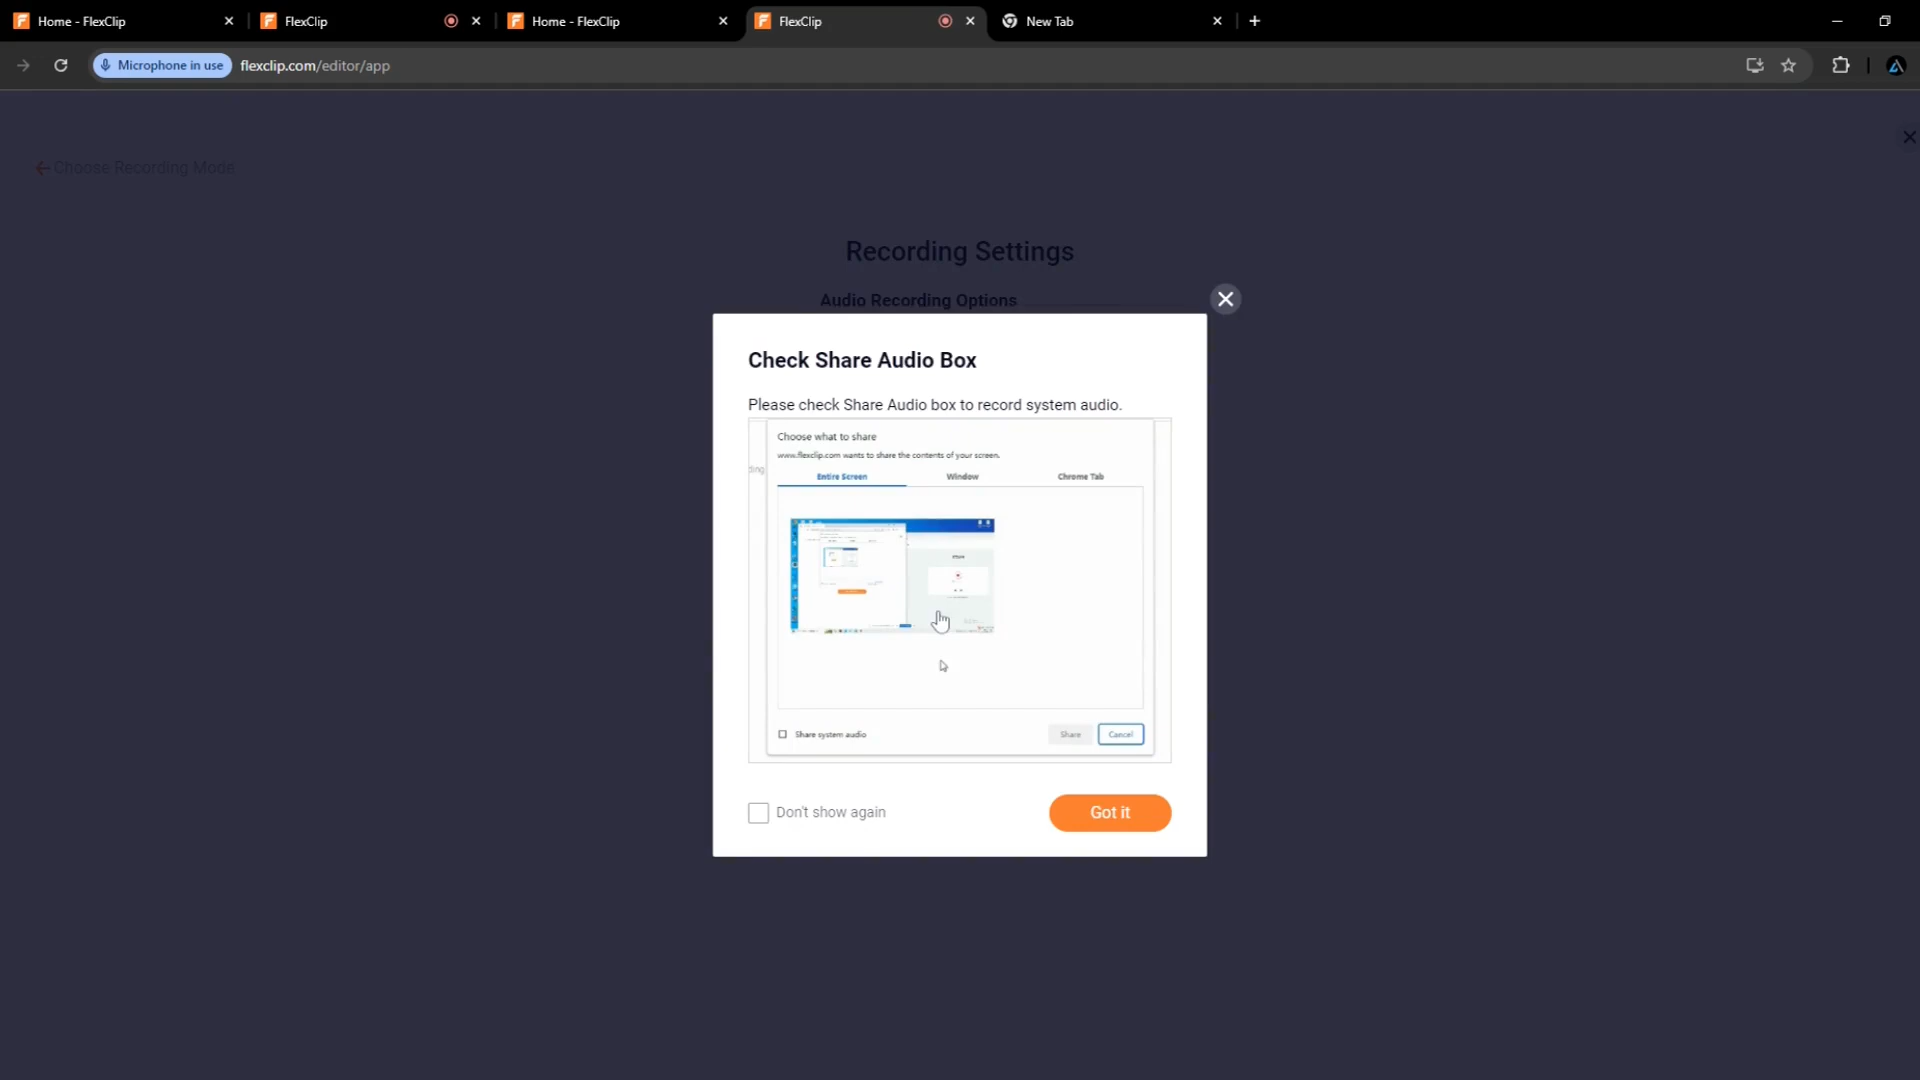 Home - FlexClip
FlexClip
Home - FlexClip
FlexClip
New Tab
Microphone in use
flexclip.com/editor/app
Choose Recording Mode
Recording Settings
Audio Recording Options
Check Share Audio Box
Please check Share Audio box to record system audio.
Choose what to share
www.flexclip.com wants to share the contents of your screen.
ding
Entire Screen
Window
Chrome Tab
Share system audio
Share
Cancel
Don't show again
Got it